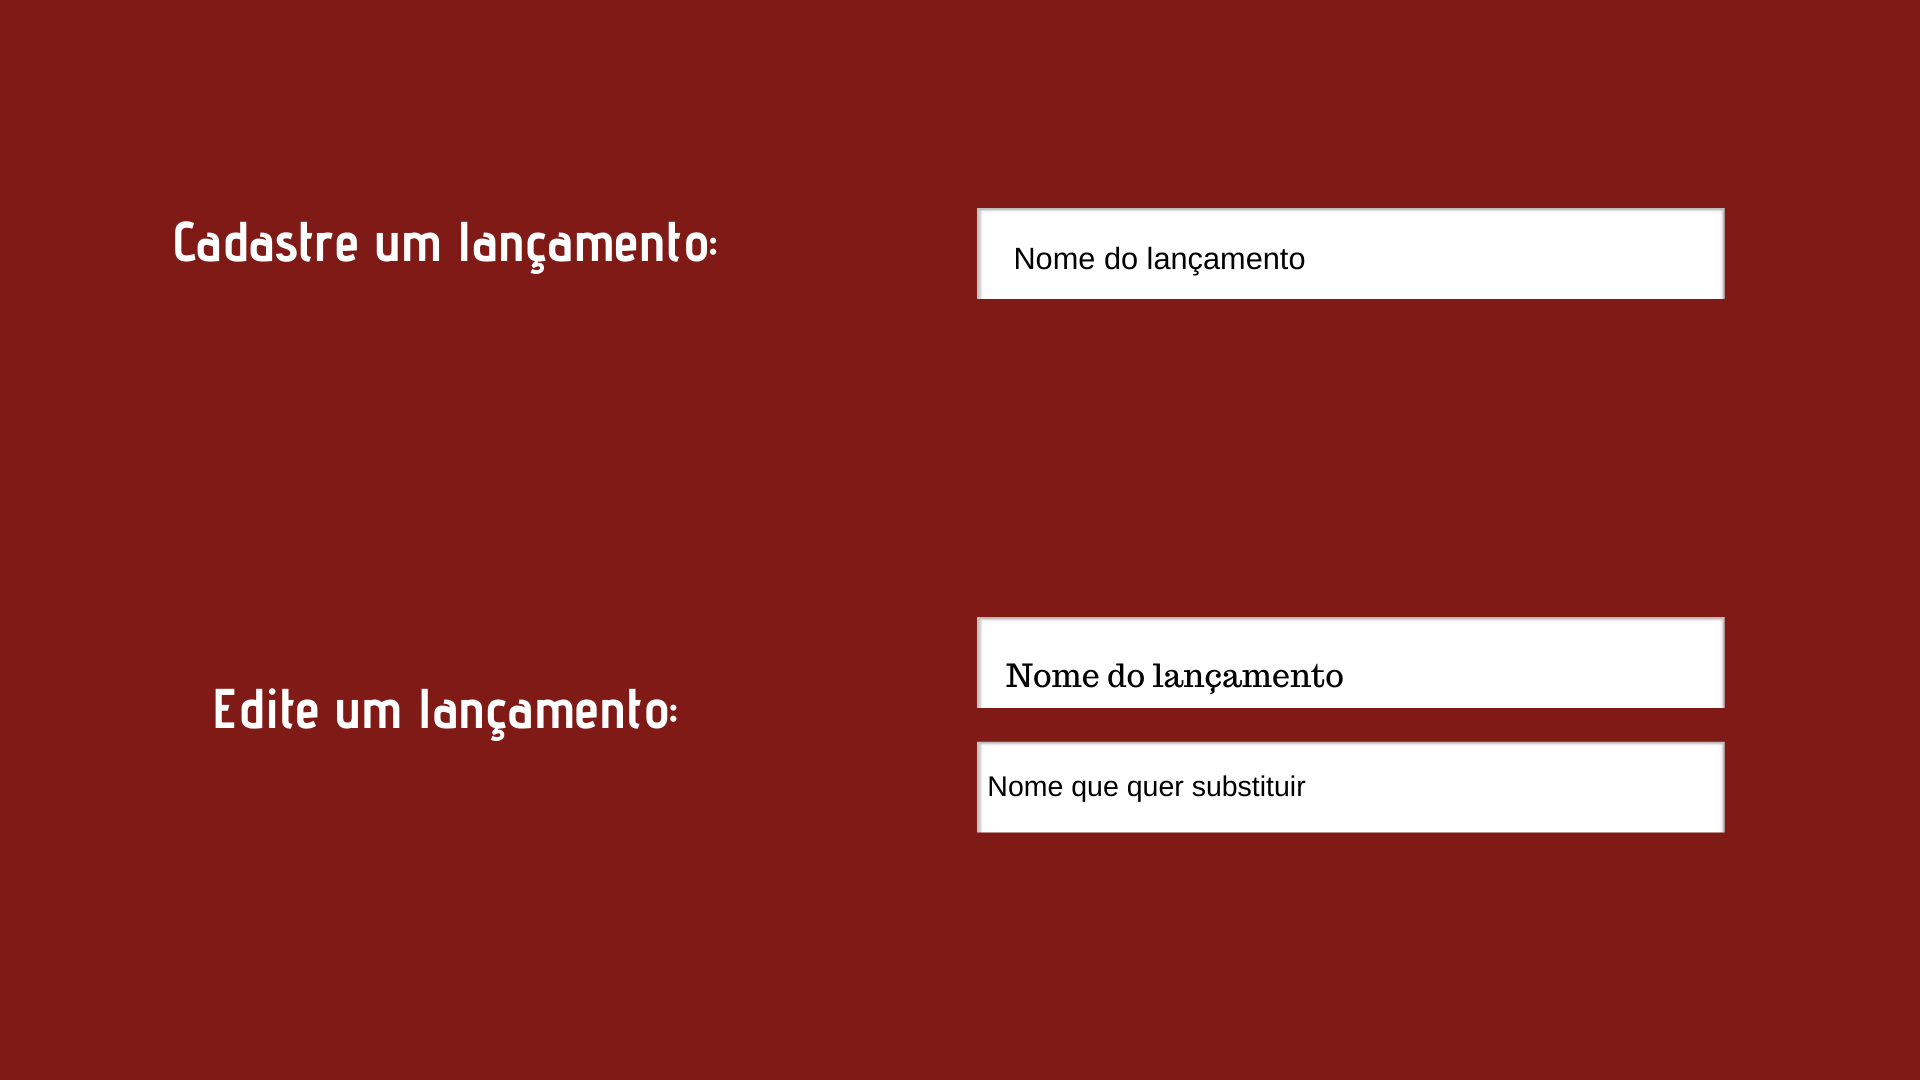 Cadastre um lançamento:
Nome do lançamento
Edite um lançamento:
Nome do lançamento
Nome que quer substituir